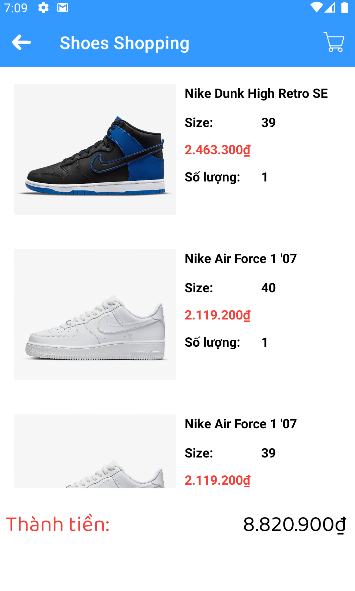 7:09
Shoes Shopping
Nike Dunk High Retro SE
Size: 39
2.463.300₫
Số lượng: 1
Nike Air Force 1 '07
Size: 40
2.119.200₫
Số lượng: 1
Nike Air Force 1 '07
Size: 39
2.119.200₫
Thành tiền: 8.820.900₫